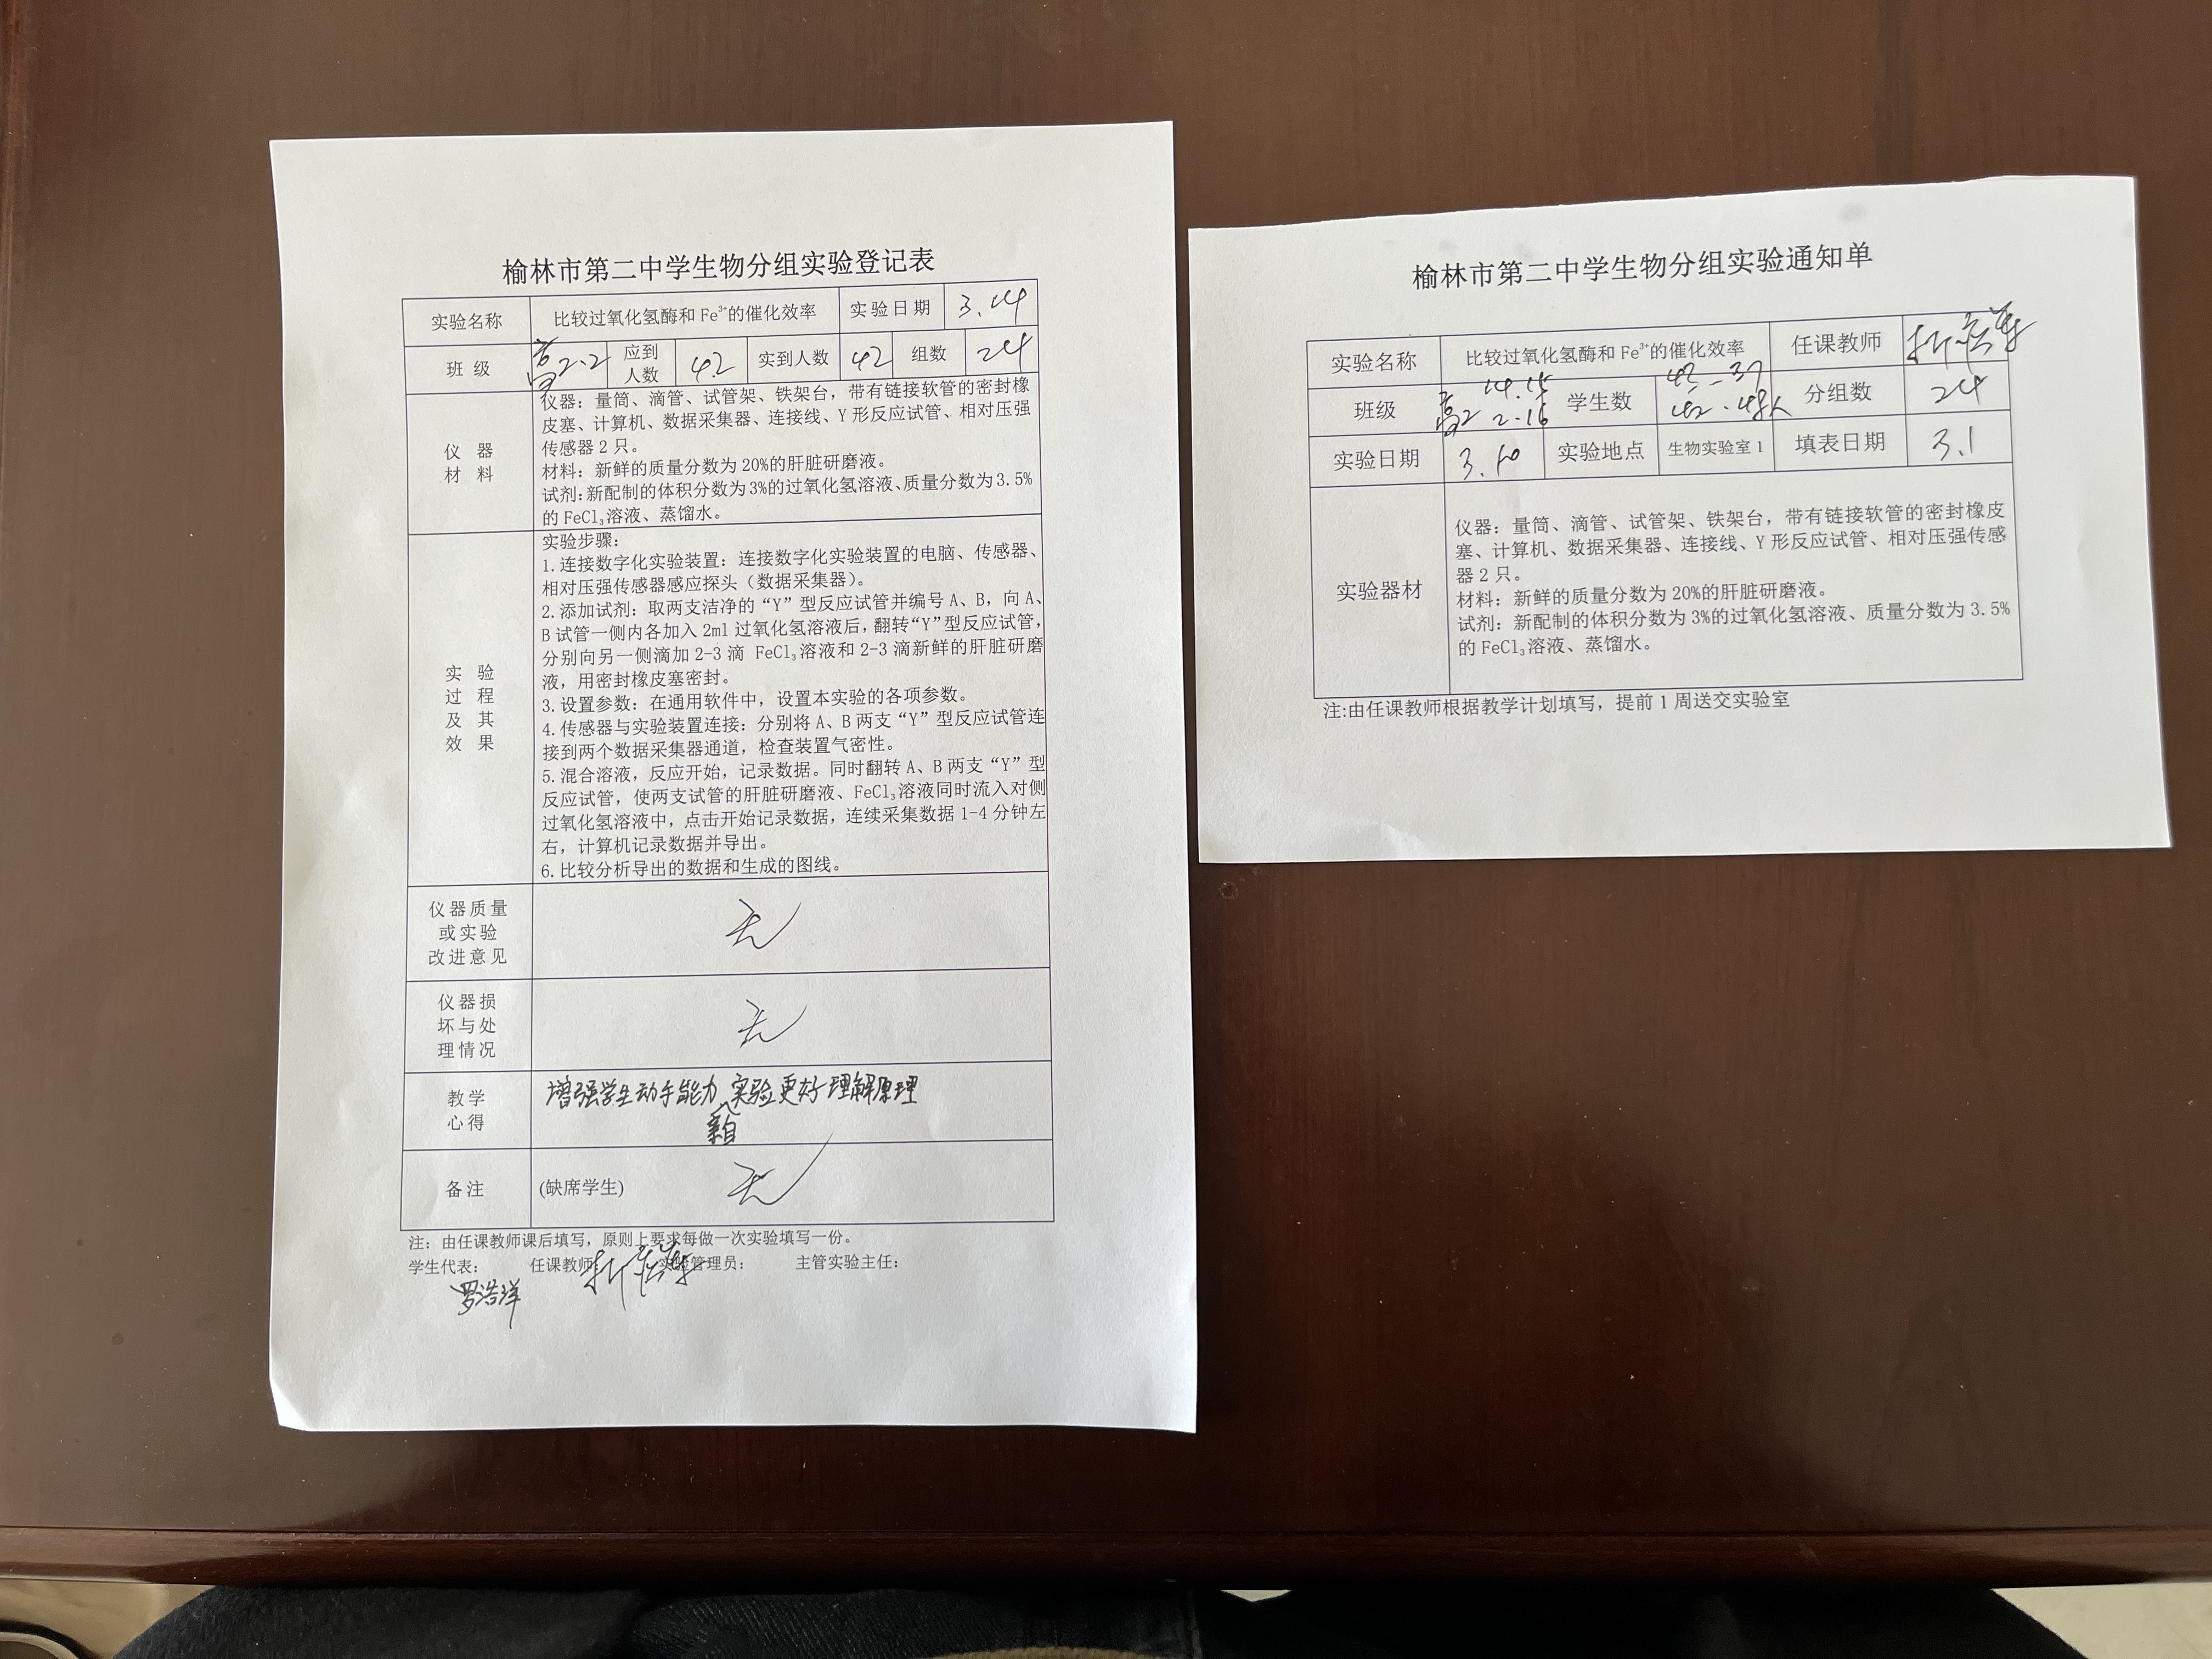 榆林市第二中学生物分组实验登记表
实验名称 比较过氧化氢酶和Fe³⁺的催化效率 实验日期 3.14
班 级 高2.2 应到人数 42 实到人数 42 组数 24
仪 器 材 料
仪器：量筒、滴管、试管架、铁架台，带有链接软管的密封橡
皮塞、计算机、数据采集器、连接线、Y形反应试管、相对压强
传感器2只。
材料：新鲜的质量分数为20%的肝脏研磨液。
试剂:新配制的体积分数为3%的过氧化氢溶液、质量分数为3.5%
的FeCl₃溶液、蒸馏水。
实 验 过 程 及 其 效 果
实验步骤：
1.连接数字化实验装置：连接数字化实验装置的电脑、传感器、
相对压强传感器感应探头（数据采集器）。
2.添加试剂：取两支洁净的“Y”型反应试管并编号A、B，向A、
B试管一侧内各加入2ml过氧化氢溶液后，翻转“Y”型反应试管，
分别向另一侧滴加2-3滴 FeCl₃溶液和2-3滴新鲜的肝脏研磨
液，用密封橡皮塞密封。
3.设置参数：在通用软件中，设置本实验的各项参数。
4.传感器与实验装置连接：分别将A、B两支“Y”型反应试管连
接到两个数据采集器通道，检查装置气密性。
5.混合溶液，反应开始，记录数据。同时翻转A、B两支“Y”型
反应试管，使两支试管的肝脏研磨液、FeCl₃溶液同时流入对侧
过氧化氢溶液中，点击开始记录数据，连续采集数据1-4分钟左
右，计算机记录数据并导出。
6.比较分析导出的数据和生成的图线。
仪器质量或实验改进意见 无
仪器损坏与处理情况 无
教学心得 增强学生动手能力亲自实验更好理解原理
备注 (缺席学生) 无
注：由任课教师课后填写，原则上要求每做一次实验填写一份。
学生代表： 任课教师 实验管理员： 主管实验主任：
罗浩洋
榆林市第二中学生物分组实验通知单
实验名称 比较过氧化氢酶和Fe³⁺的催化效率 任课教师
班级 高2 14.15 2-16 学生数 43-37 42.48人 分组数 24
实验日期 3.10 实验地点 生物实验室1 填表日期 3.1
实验器材
仪器：量筒、滴管、试管架、铁架台，带有链接软管的密封橡皮
塞、计算机、数据采集器、连接线、Y形反应试管、相对压强传感
器2只。
材料：新鲜的质量分数为20%的肝脏研磨液。
试剂：新配制的体积分数为3%的过氧化氢溶液、质量分数为3.5%
的FeCl₃溶液、蒸馏水。
注:由任课教师根据教学计划填写，提前1周送交实验室